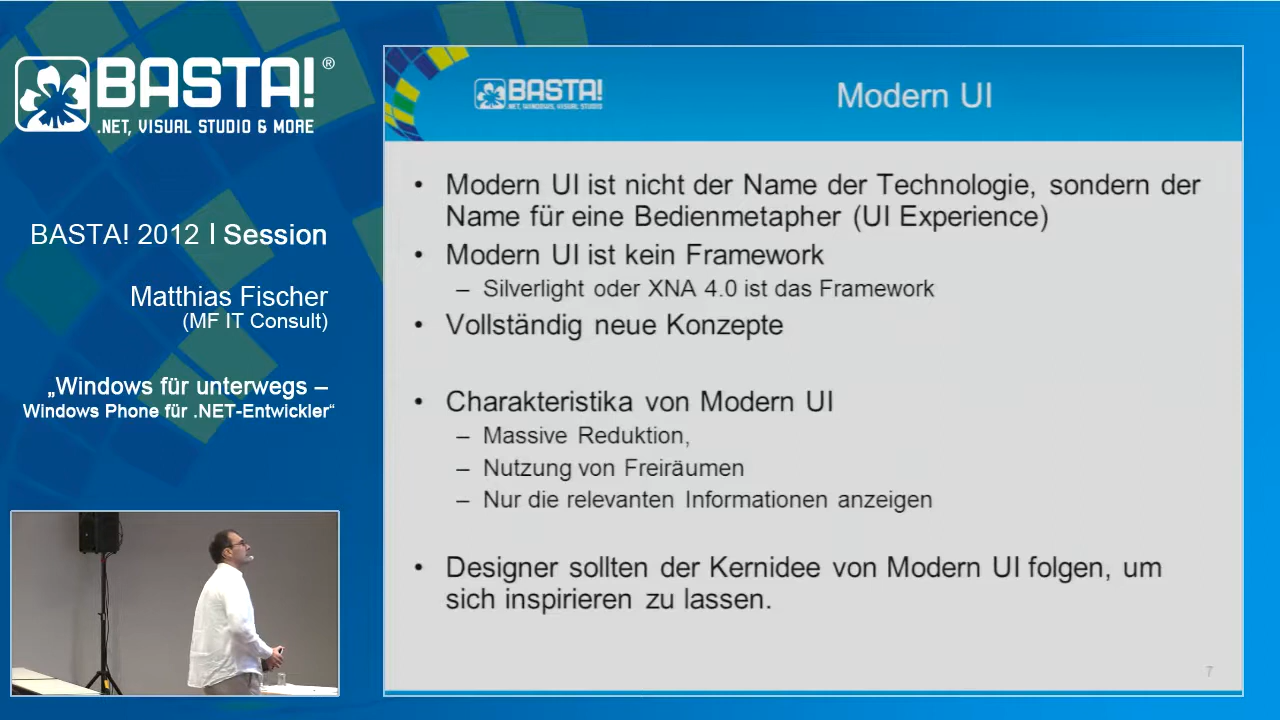 BASTA!®
.NET, VISUAL STUDIO & MORE
BASTA! 2012 | Session
Matthias Fischer
(MF IT Consult)
„Windows für unterwegs –
Windows Phone für .NET-Entwickler“
BASTA!
.NET, WINDOWS, VISUAL STUDIO
Modern UI
• Modern UI ist nicht der Name der Technologie, sondern der
Name für eine Bedienmetapher (UI Experience)
• Modern UI ist kein Framework
– Silverlight oder XNA 4.0 ist das Framework
• Vollständig neue Konzepte
• Charakteristika von Modern UI
– Massive Reduktion,
– Nutzung von Freiräumen
– Nur die relevanten Informationen anzeigen
• Designer sollten der Kernidee von Modern UI folgen, um
sich inspirieren zu lassen.
7